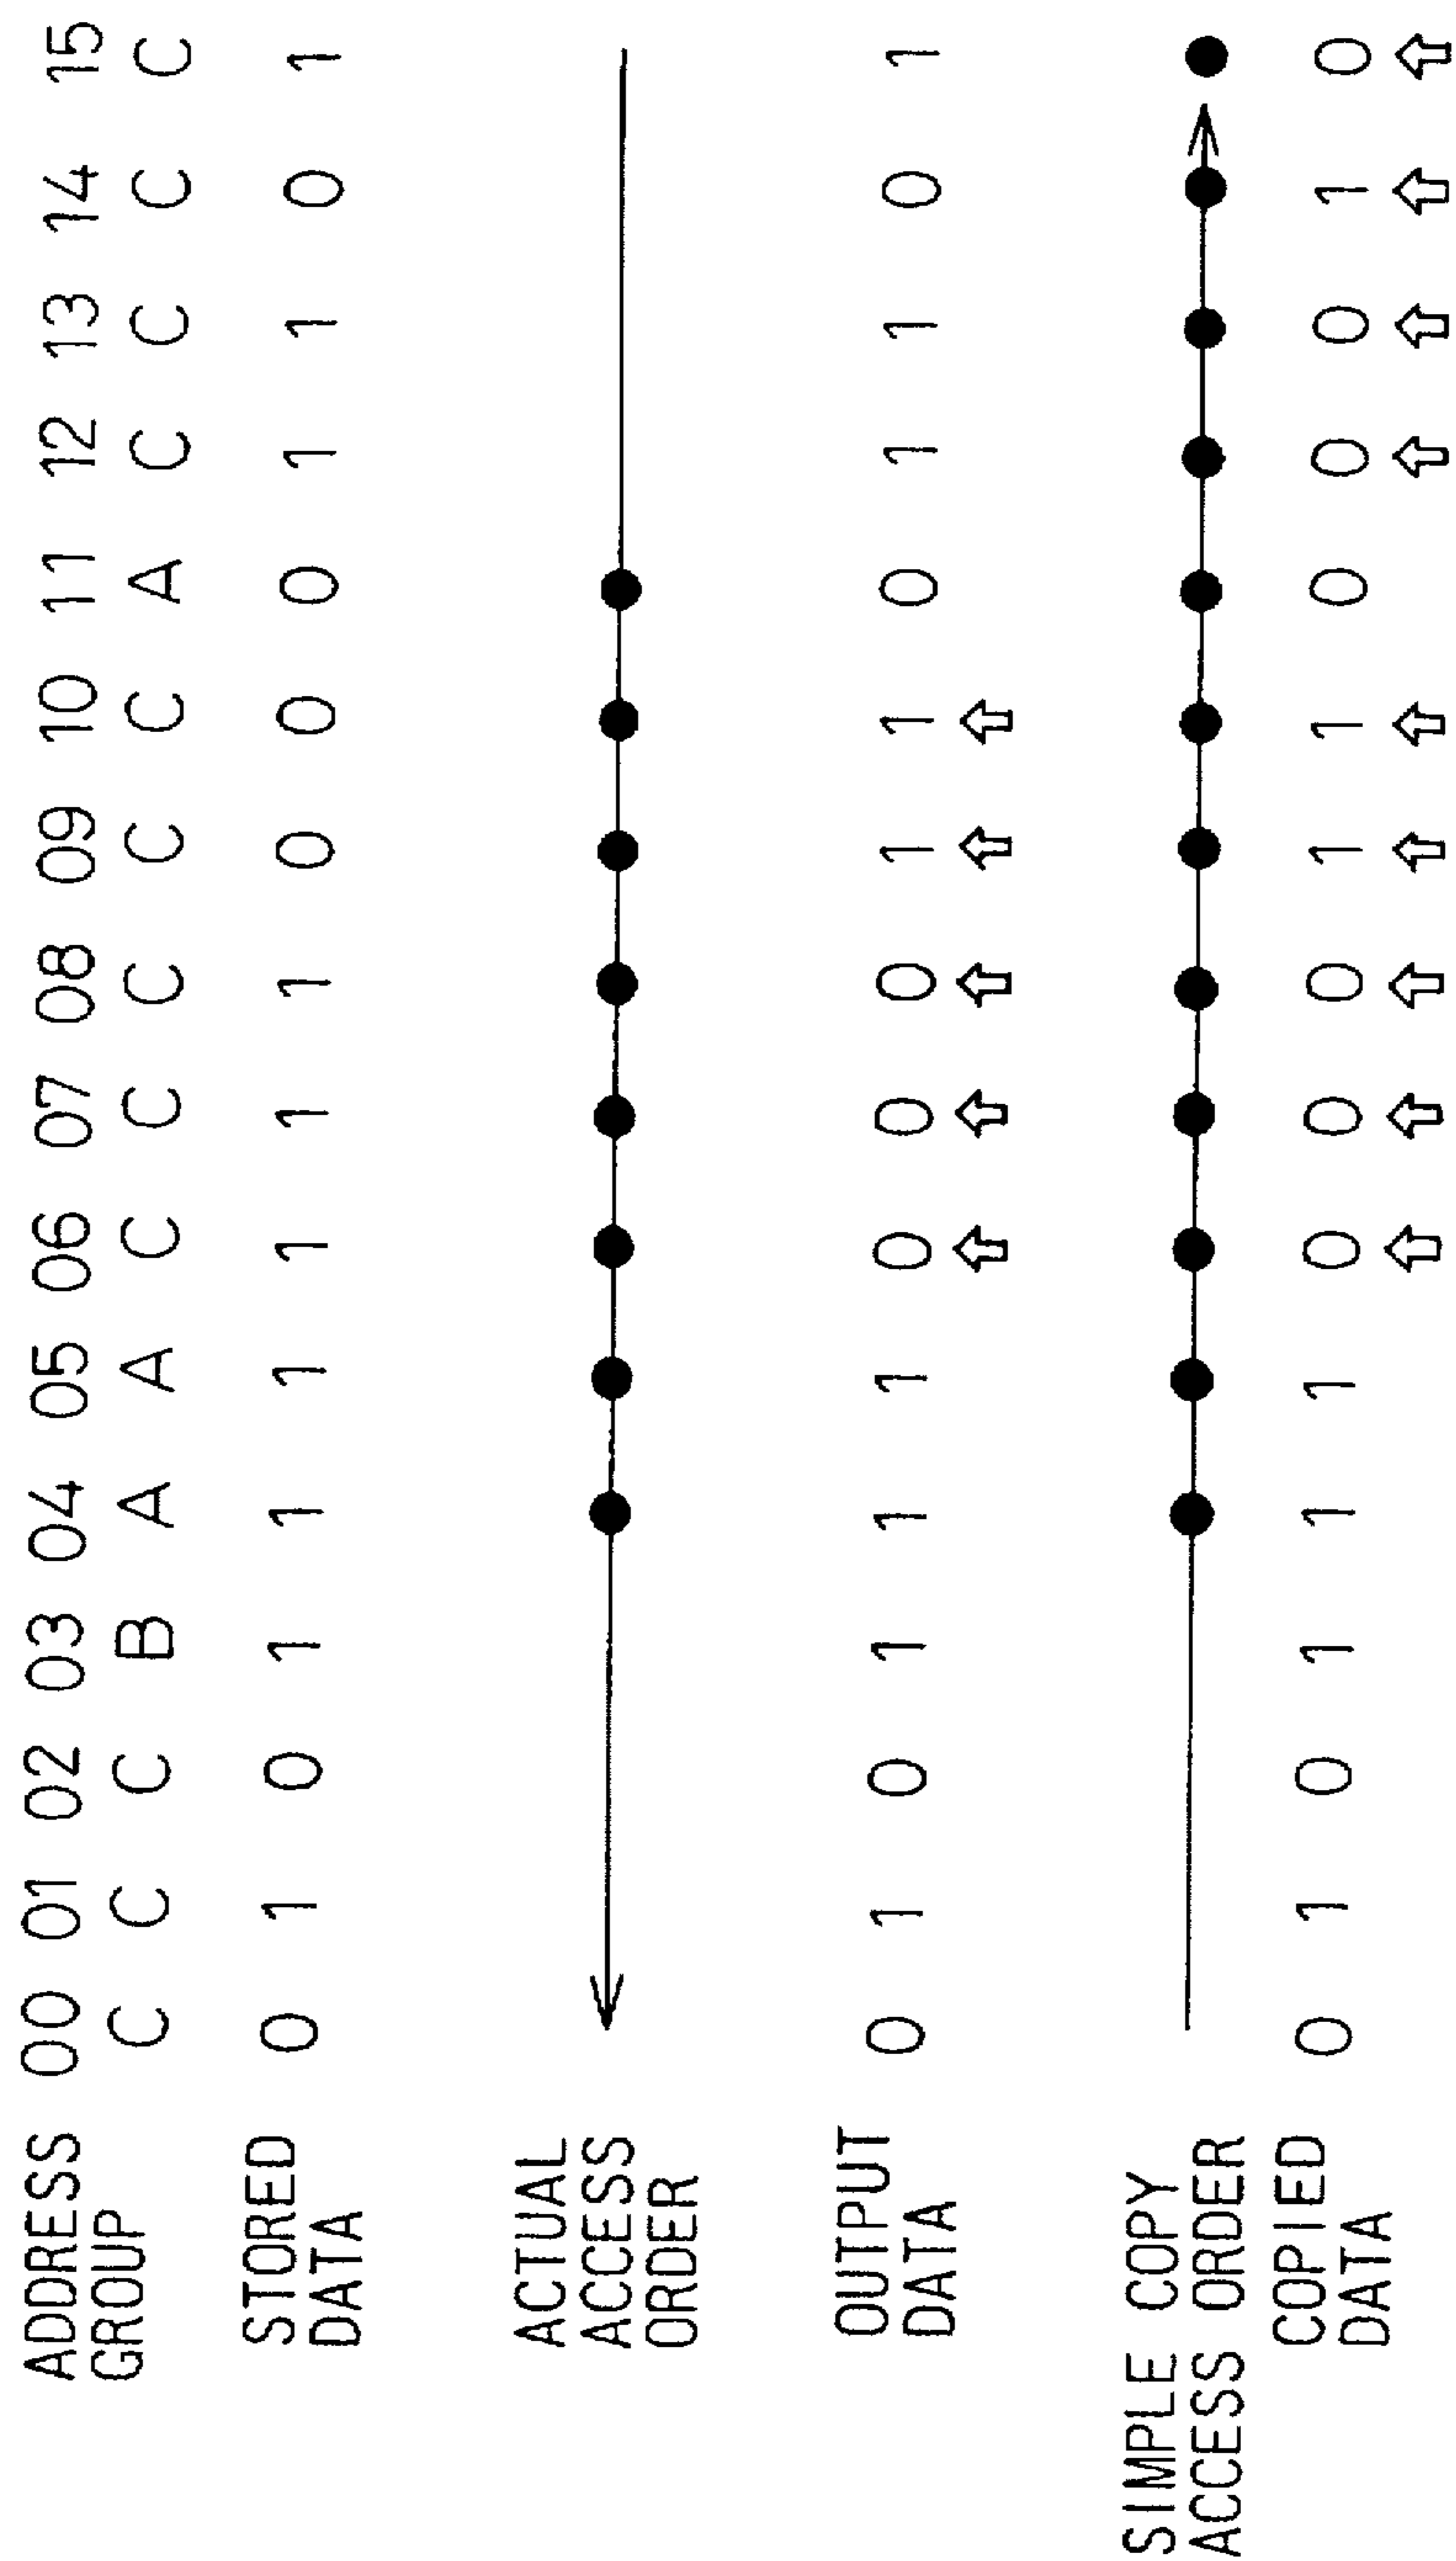 ADDRESS 00 01 02 03 04 05 06 07 08 09 10 11 12 13 14 15
GROUP C C C B A A C C C C C A C C C C
STORED 0 1 0 1 1 1 1 1 1 0 0 0 1 1 0 1
DATA
ACTUAL
ACCESS
ORDER
OUTPUT 0 1 0 1 1 1 0 0 0 1 1 0 1 1 0 1
DATA
SIMPLE COPY
ACCESS ORDER
COPIED 0 1 0 1 1 1 0 0 0 1 1 0 0 0 1 0
DATA